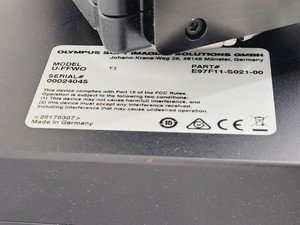 OLYMPUS SOFT IMAGING SOLUTIONS GMBH
Johann-Krane-Weg 39, 48149 Münster, Germany
MODEL PART#
U-FFWO T3 E97F11-S021-00
SERIAL#
00024045
This device complies with Part 15 of the FCC Rules.
Operation is subject to the following two conditions:
(1) This device may not cause harmful interference, and
(2) This device must accept any interference received,
including interference that may cause undesired operation.
<20170307>
Made in Germany
FC CE